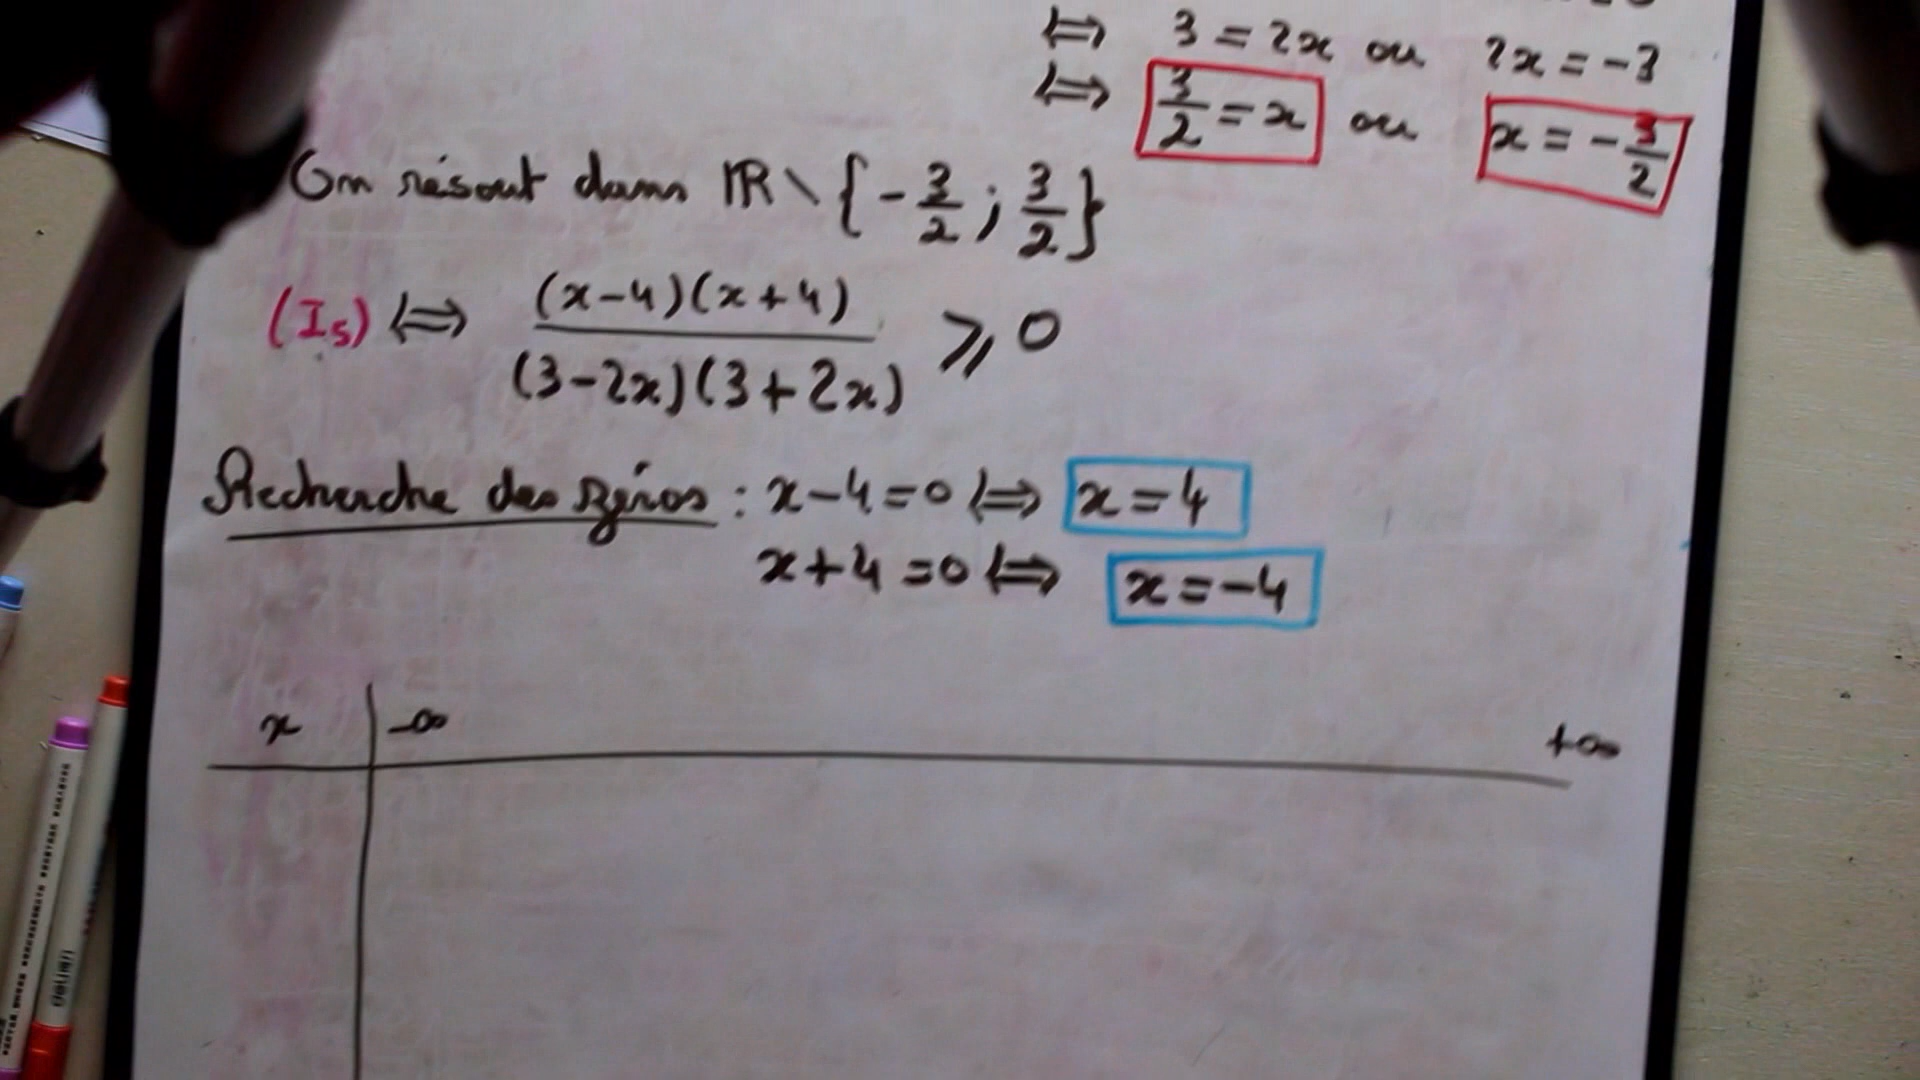 ⇔ 3 = 2x ou 2x = -3
⇔ 3/2 = x ou x = -3/2
On résout dans ℝ \ { -3/2 ; 3/2 }
(I5) ⇔ (x-4)(x+4) / (3-2x)(3+2x) ⩾ 0
Recherche des zéros : x-4=0 ⇔ x=4
x+4=0 ⇔ x=-4
x -∞ +∞